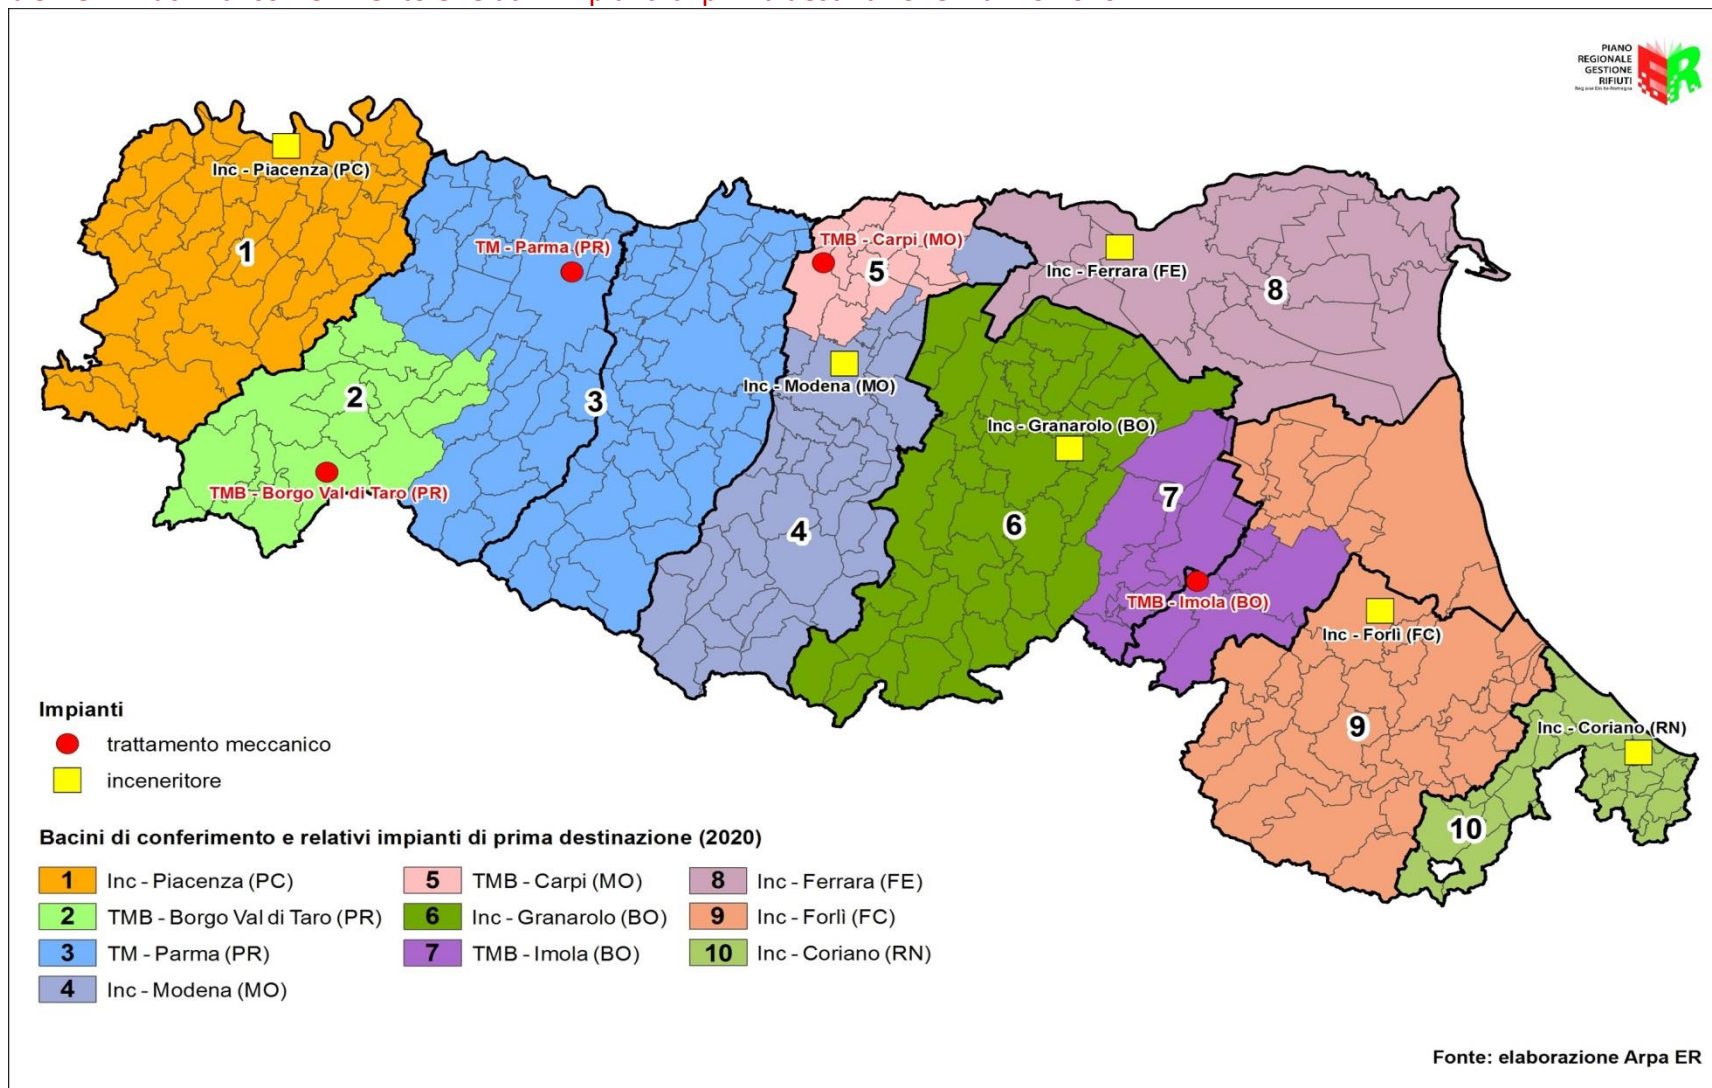 PIANO
REGIONALE
GESTIONE
RIFIUTI
Regione Emilia-Romagna
Inc - Piacenza (PC)
1
TM - Parma (PR)
TMB - Carpi (MO)
5
Inc - Ferrara (FE)
8
2
3
Inc - Modena (MO)
Inc - Granarolo (BO)
TMB - Borgo Val di Taro (PR)
7
4
6
TMB - Imola (BO)
Inc - Forlì (FC)
9
Inc - Coriano (RN)
10
Impianti
trattamento meccanico
inceneritore
Bacini di conferimento e relativi impianti di prima destinazione (2020)
1 Inc - Piacenza (PC)
2 TMB - Borgo Val di Taro (PR)
3 TM - Parma (PR)
4 Inc - Modena (MO)
5 TMB - Carpi (MO)
6 Inc - Granarolo (BO)
7 TMB - Imola (BO)
8 Inc - Ferrara (FE)
9 Inc - Forlì (FC)
10 Inc - Coriano (RN)
Fonte: elaborazione Arpa ER